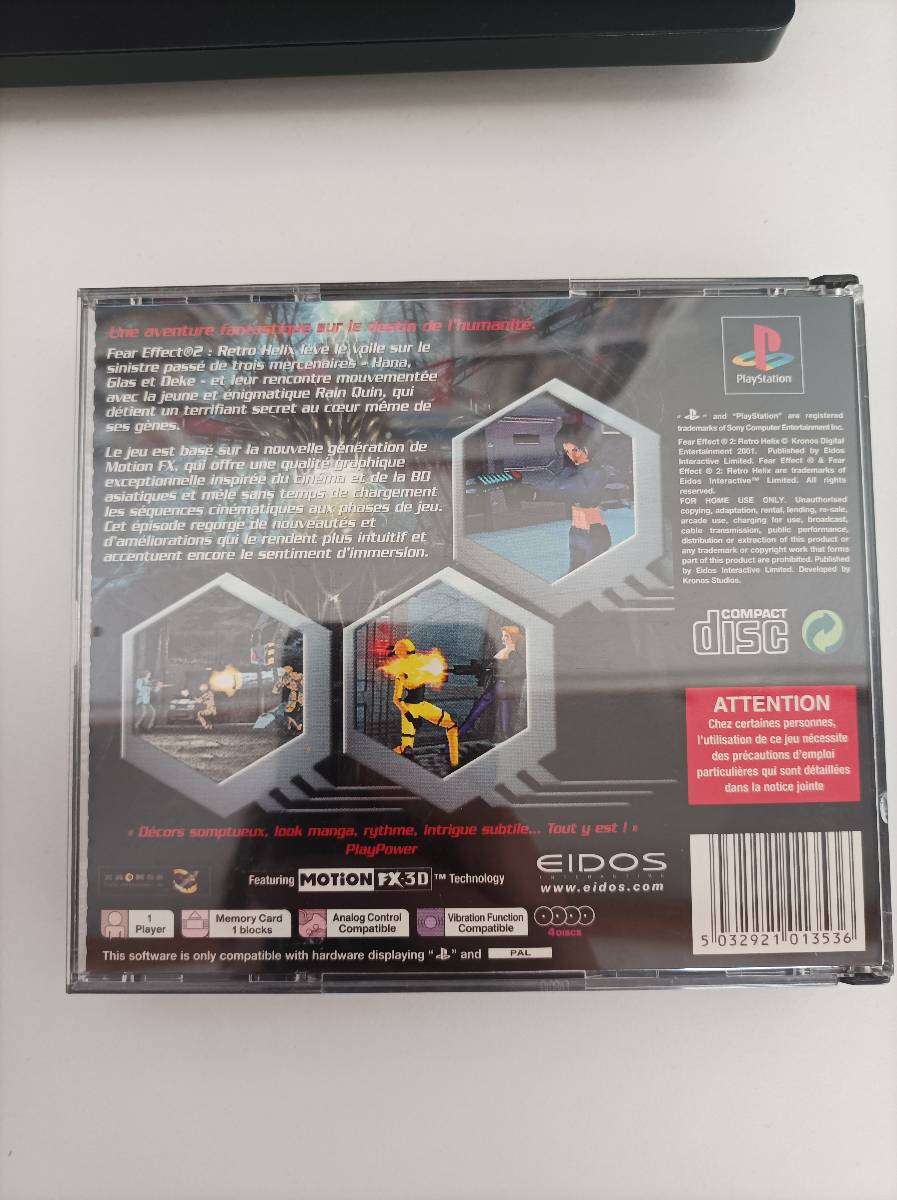 Une aventure fantastique sur le destin de l'humanité.
Fear Effect®2 : Retro Helix lève le voile sur le
sinistre passé de trois mercenaires - Hana,
Glas et Deke - et leur rencontre mouvementée
avec la jeune et énigmatique Rain Quin, qui
détient un terrifiant secret au cœur même de
ses gènes.
Le jeu est basé sur la nouvelle génération de
Motion FX, qui offre une qualité graphique
exceptionnelle inspirée du cinéma et de la BD
asiatiques et mêle sans temps de chargement
les séquences cinématiques aux phases de jeu.
Cet épisode regorge de nouveautés et
d'améliorations qui le rendent plus intuitif et
accentuent encore le sentiment d'immersion.
PlayStation
" " and "PlayStation" are registered
trademarks of Sony Computer Entertainment Inc.
Fear Effect ® 2: Retro Helix © Kronos Digital
Entertainment 2001. Published by Eidos
Interactive Limited. Fear Effect ® & Fear
Effect ® 2: Retro Helix are trademarks of
Eidos Interactive™ Limited. All rights
reserved.
FOR HOME USE ONLY. Unauthorised
copying, adaptation, rental, lending, re-sale,
arcade use, charging for use, broadcast,
cable transmission, public performance,
distribution or extraction of this product or
any trademark or copyright work that forms
part of this product are prohibited. Published
by Eidos Interactive Limited. Developed by
Kronos Studios.
COMPACT
disc
ATTENTION
Chez certaines personnes,
l'utilisation de ce jeu nécessite
des précautions d'emploi
particulières qui sont détaillées
dans la notice jointe
« Décors somptueux, look manga, rythme, intrigue subtile... Tout y est ! »
PlayPower
KRONOS
Featuring MOTION FX-3D ™ Technology
EIDOS
INTERACTIVE
www.eidos.com
1
Player
Memory Card
1 blocks
Analog Control
Compatible
Vibration Function
Compatible
4 DISCS
This software is only compatible with hardware displaying " " and PAL
5 032921 013536